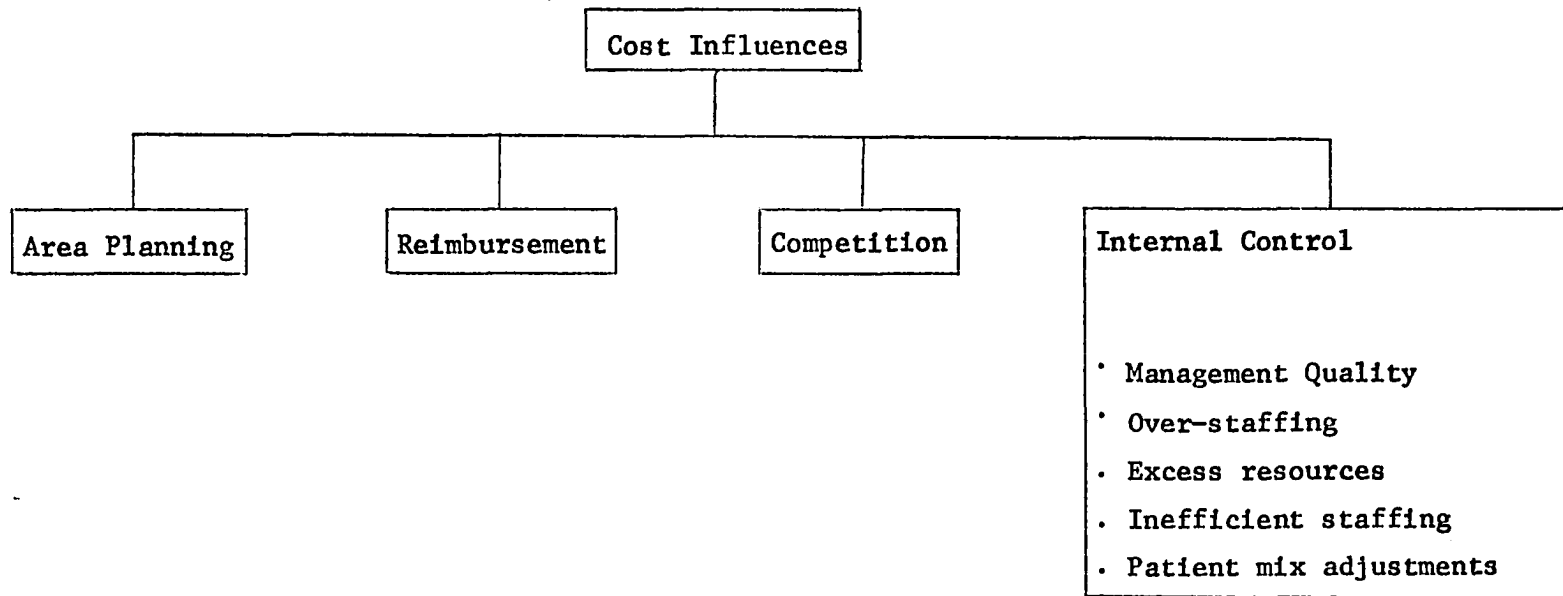 Cost Influences
Area Planning
Reimbursement
Competition
Internal Control
· Management Quality
· Over-staffing
. Excess resources
. Inefficient staffing
. Patient mix adjustments